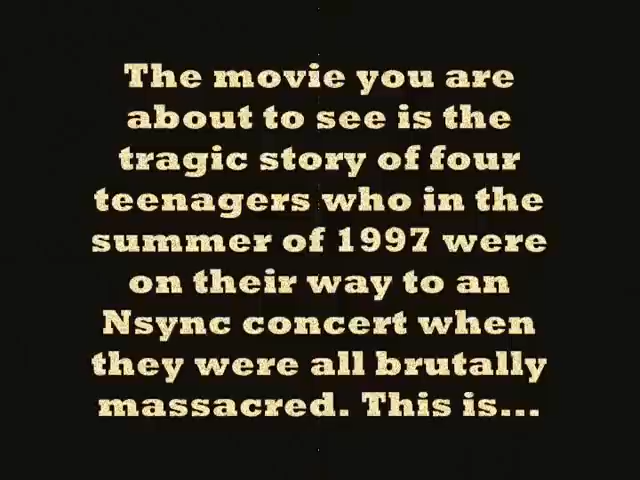 The movie you are
about to see is the
tragic story of four
teenagers who in the
summer of 1997 were
on their way to an
Nsync concert when
they were all brutally
massacred. This is...